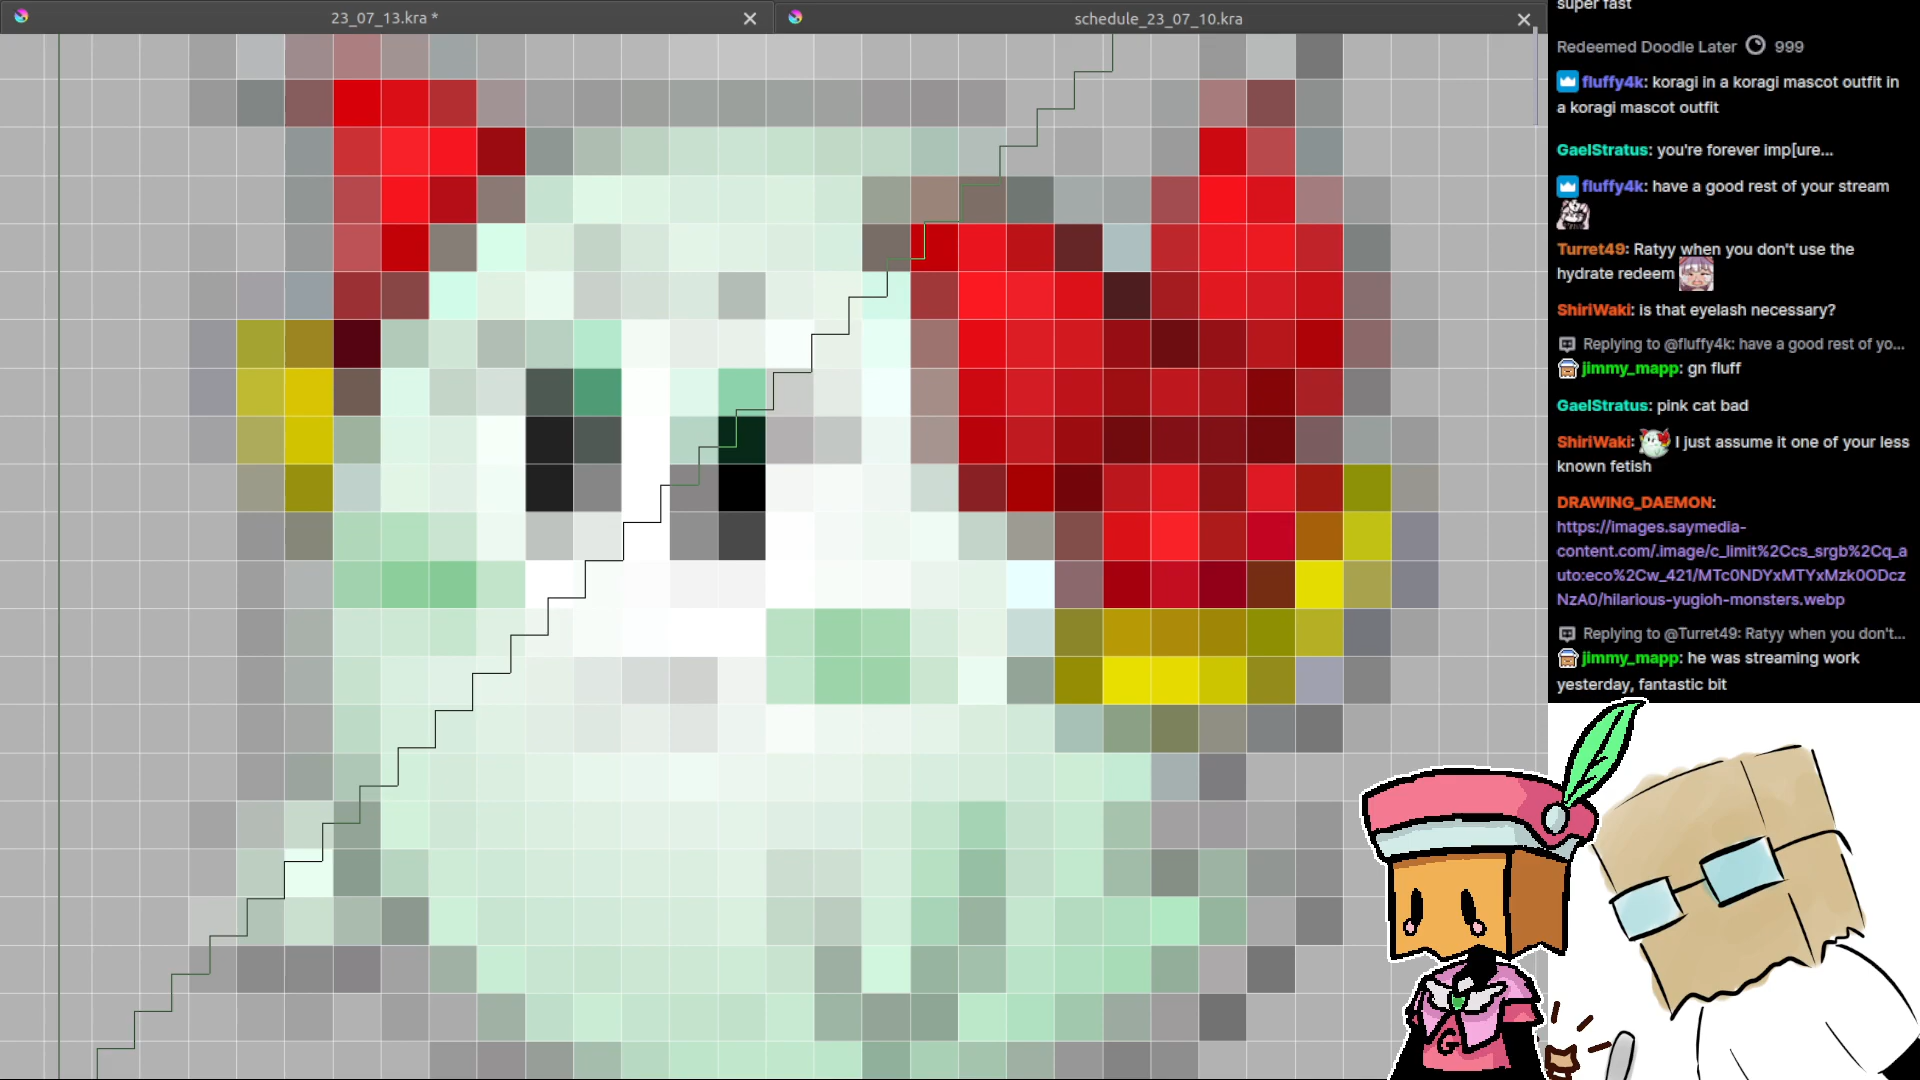 23_07_13.kra *
schedule_23_07_10.kra
super fast
Redeemed Doodle Later 999
fluffy4k: koragi in a koragi mascot outfit in
a koragi mascot outfit
GaelStratus: you're forever imp[ure...
fluffy4k: have a good rest of your stream
Turret49: Ratyy when you don't use the
hydrate redeem
ShiriWaki: is that eyelash necessary?
Replying to @fluffy4k: have a good rest of yo...
jimmy_mapp: gn fluff
GaelStratus: pink cat bad
ShiriWaki: I just assume it one of your less
known fetish
DRAWING_DAEMON:
https://images.saymedia-
content.com/.image/c_limit%2Ccs_srgb%2Cq_a
uto:eco%2Cw_421/MTc0NDYxMTYxMzk0ODcz
NzA0/hilarious-yugioh-monsters.webp
Replying to @Turret49: Ratyy when you don't...
jimmy_mapp: he was streaming work
yesterday, fantastic bit
G